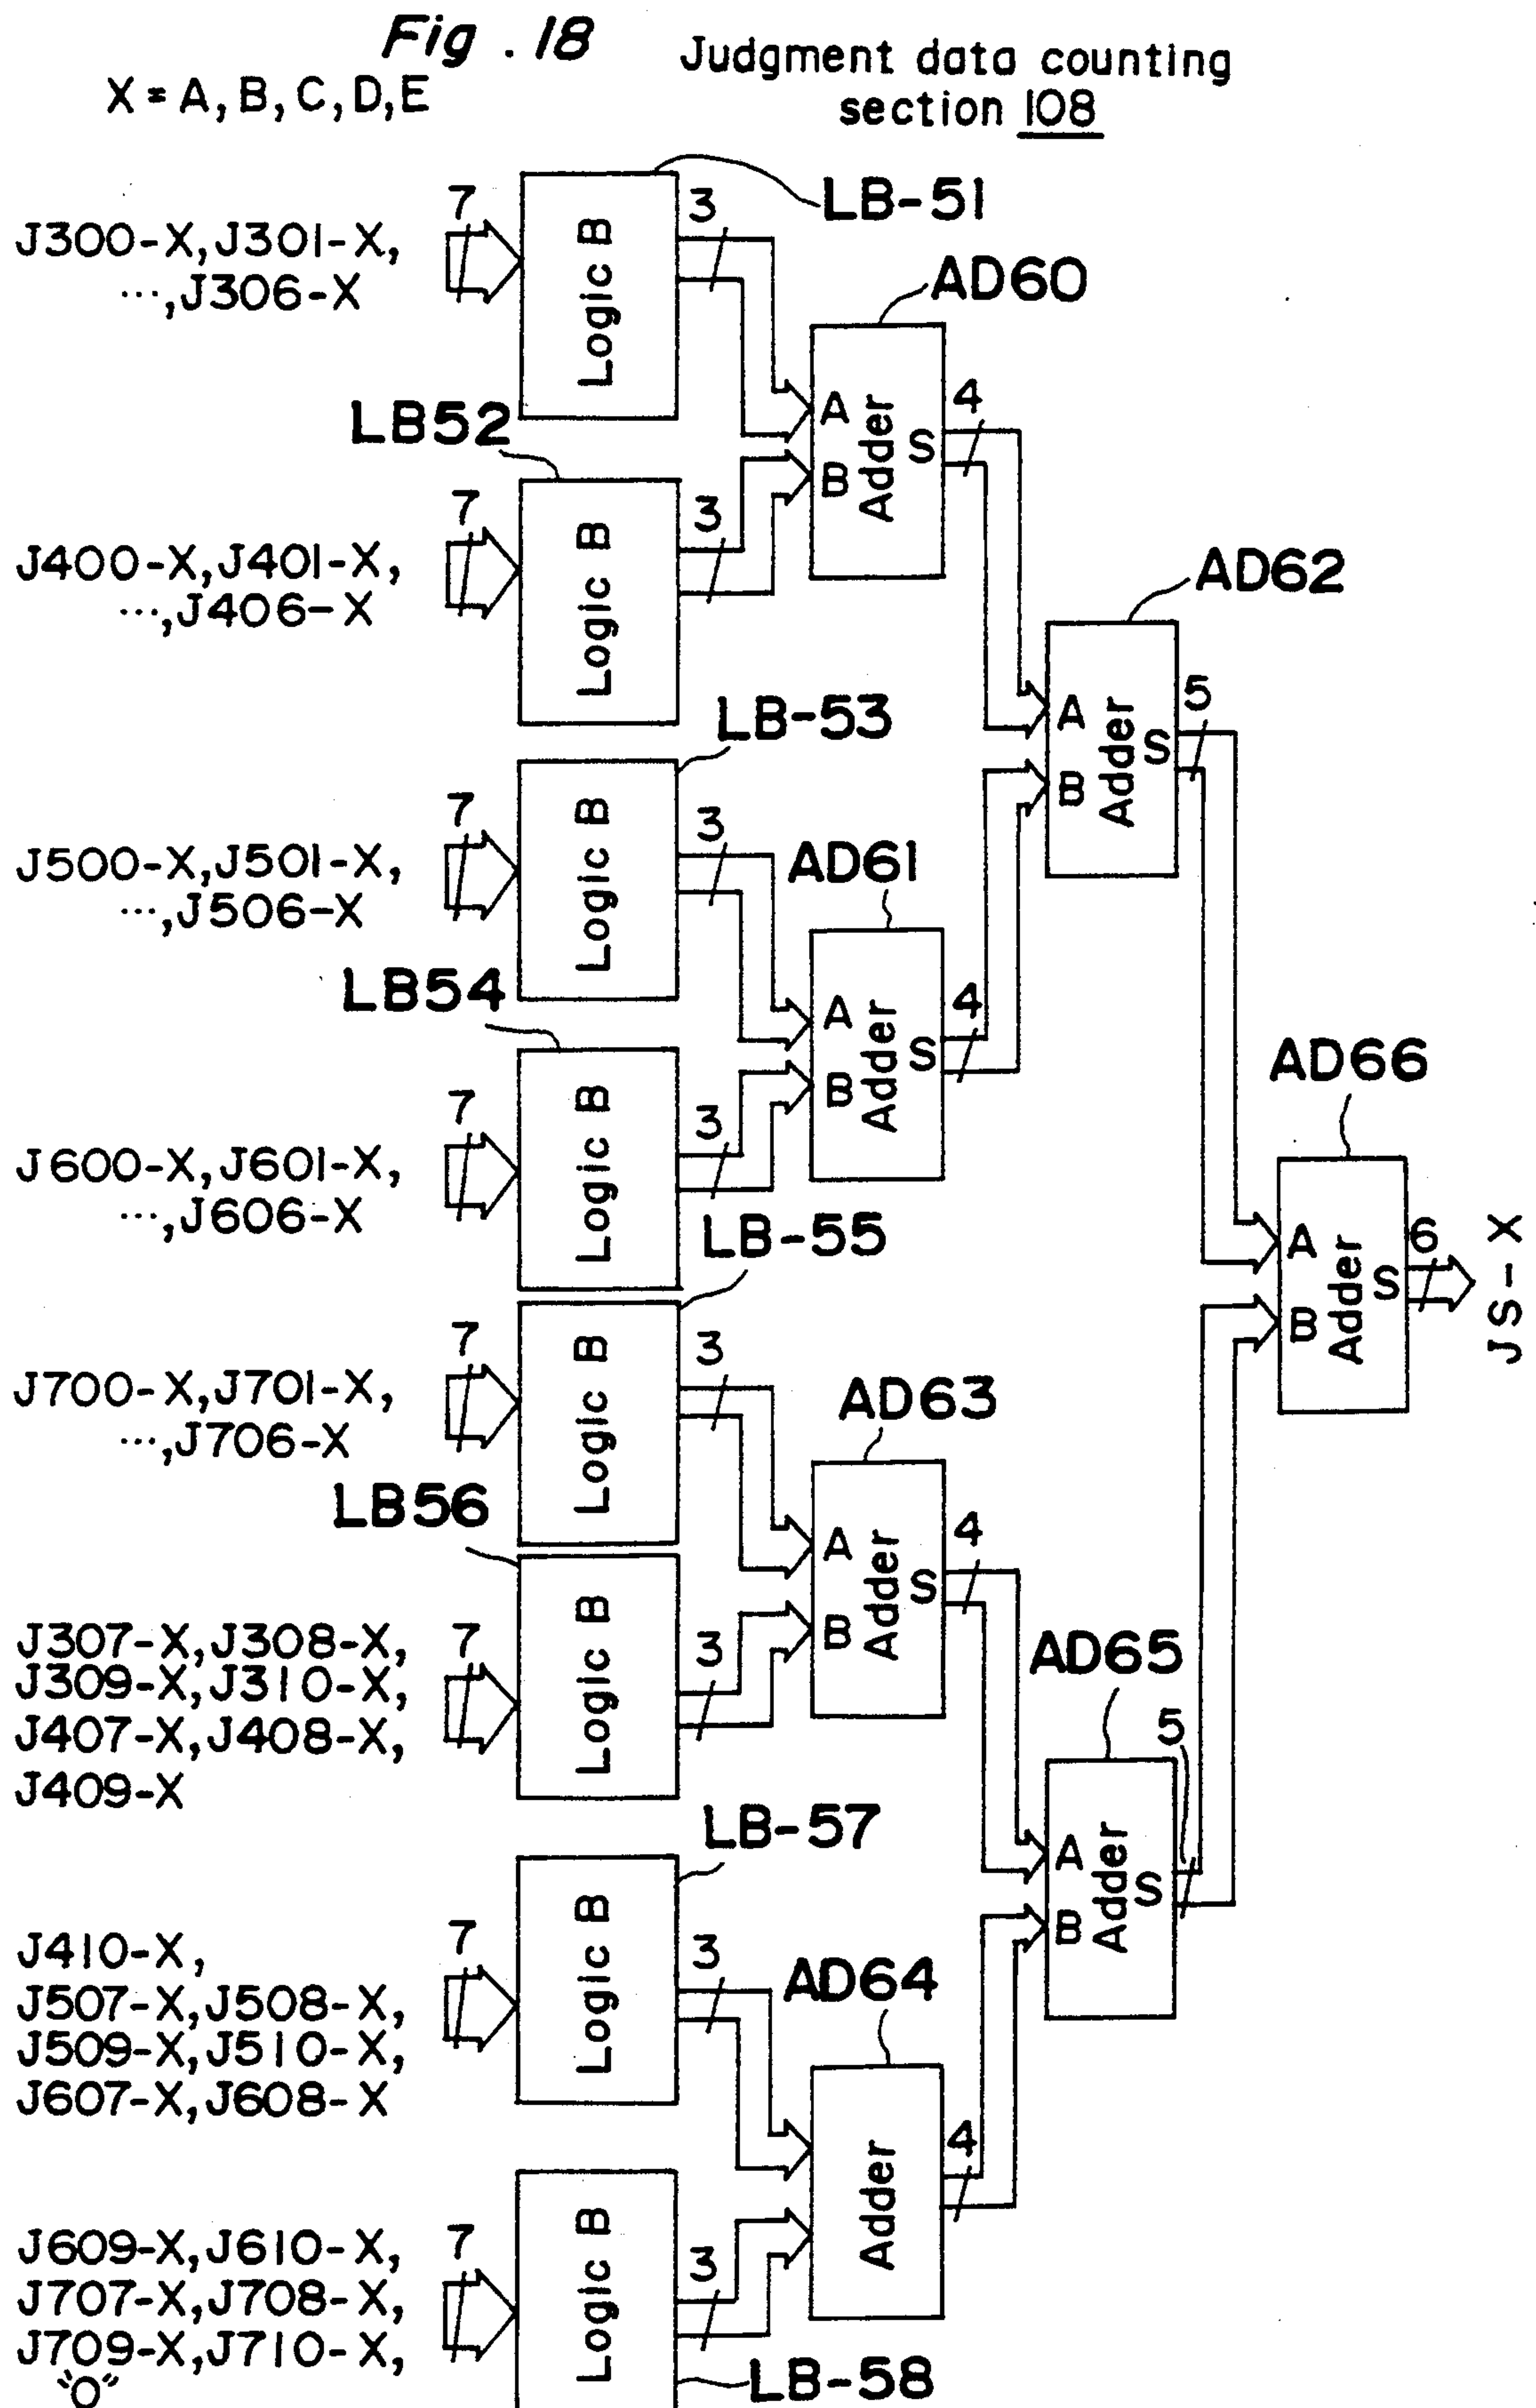 Fig. 18
X = A, B, C, D, E
Judgment data counting
section 108
J300-X, J301-X,
…, J306-X
7
Logic B
3
LB-51
AD60
LB52
J400-X, J401-X,
…, J406-X
7
Logic B
3
A
B
Adder
S
4
AD62
LB-53
J500-X, J501-X,
…, J506-X
7
Logic B
3
AD61
A
B
Adder
S
5
LB54
J600-X, J601-X,
…, J606-X
7
Logic B
3
A
B
Adder
S
4
AD66
LB-55
J700-X, J701-X,
…, J706-X
7
Logic B
3
AD63
A
B
Adder
S
6
JS-X
LB56
J307-X, J308-X,
J309-X, J310-X,
J407-X, J408-X,
J409-X
7
Logic B
3
A
B
Adder
S
4
AD65
LB-57
J410-X,
J507-X, J508-X,
J509-X, J510-X,
J607-X, J608-X
7
Logic B
3
AD64
A
B
Adder
S
5
J609-X, J610-X,
J707-X, J708-X,
J709-X, J710-X,
"0"
7
Logic B
3
Adder
4
LB-58